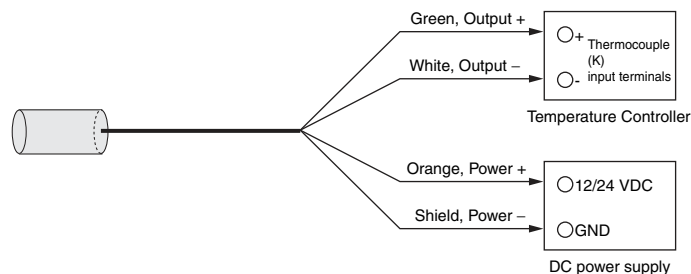 Green, Output +
White, Output –
+ Thermocouple
(K)
- input terminals
Temperature Controller
Orange, Power +
Shield, Power –
12/24 VDC
GND
DC power supply